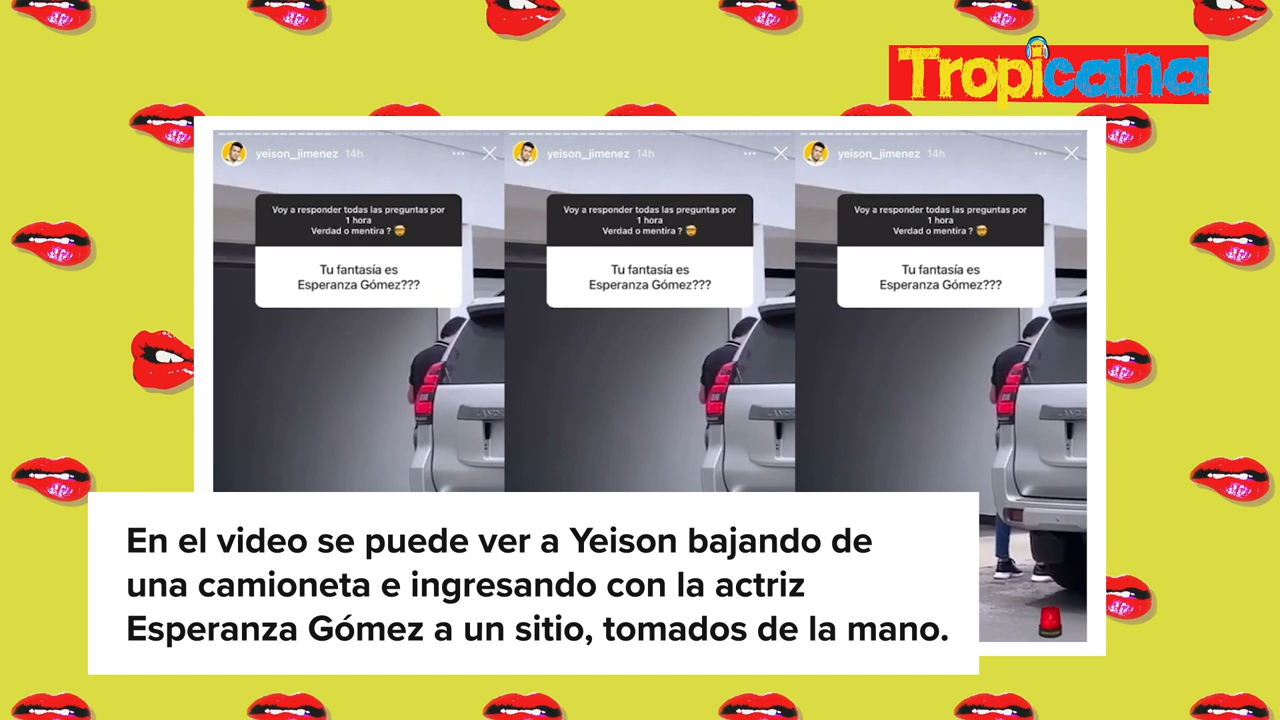 Tropicana
yeison_jimenez 14h
Voy a responder todas las preguntas por
1 hora
Verdad o mentira ? 🤯
Tu fantasía es
Esperanza Gómez???
yeison_jimenez 14h
Voy a responder todas las preguntas por
1 hora
Verdad o mentira ? 🤯
Tu fantasía es
Esperanza Gómez???
yeison_jimenez 14h
Voy a responder todas las preguntas por
1 hora
Verdad o mentira ? 🤯
Tu fantasía es
Esperanza Gómez???
En el video se puede ver a Yeison bajando de
una camioneta e ingresando con la actriz
Esperanza Gómez a un sitio, tomados de la mano.